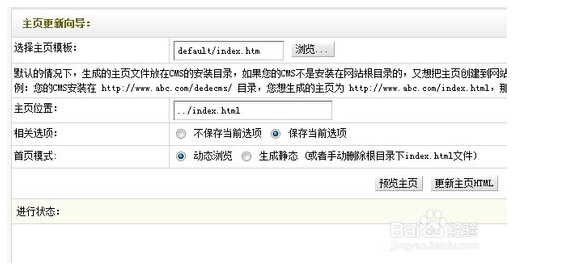 主页更新向导:
选择主页模板: default/index.htm 浏览...
默认的情况下，生成的主页文件放在CMS的安装目录，如果您的CMS不是安装在网站根目录的，又想把主页创建到网站
例：您的CMS安装在 http://www.abc.com/dedecms/ 目录，您想生成的主页为 http://www.abc.com/index.html，那
主页位置: ../index.html
相关选项: 不保存当前选项 保存当前选项
首页模式: 动态浏览 生成静态 (或者手动删除根目录下index.html文件)
预览主页 更新主页HTML
进行状态:
Baidu经验
jingyan.baidu.com